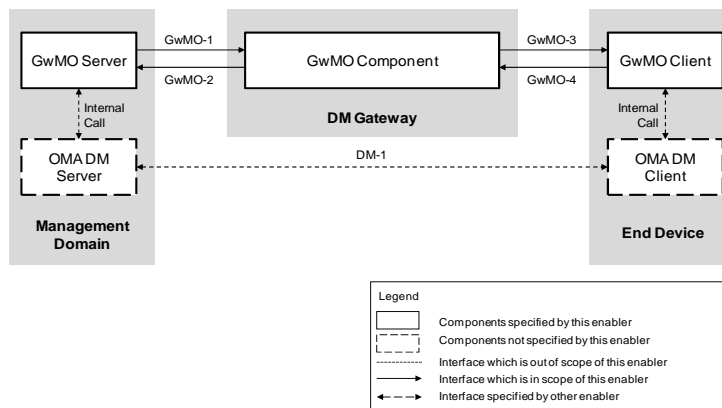 GwMO-1
GwMO-3
GwMO Server
GwMO Component
GwMO Client
GwMO-2
GwMO-4
Internal
Call
DM Gateway
Internal
Call
OMA DM
Server
DM-1
OMA DM
Client
Management
Domain
End Device
Legend
Components specified by this enabler
Components not specified by this enabler
Interface which is out of scope of this enabler
Interface which is in scope of this enabler
Interface specified by other enabler